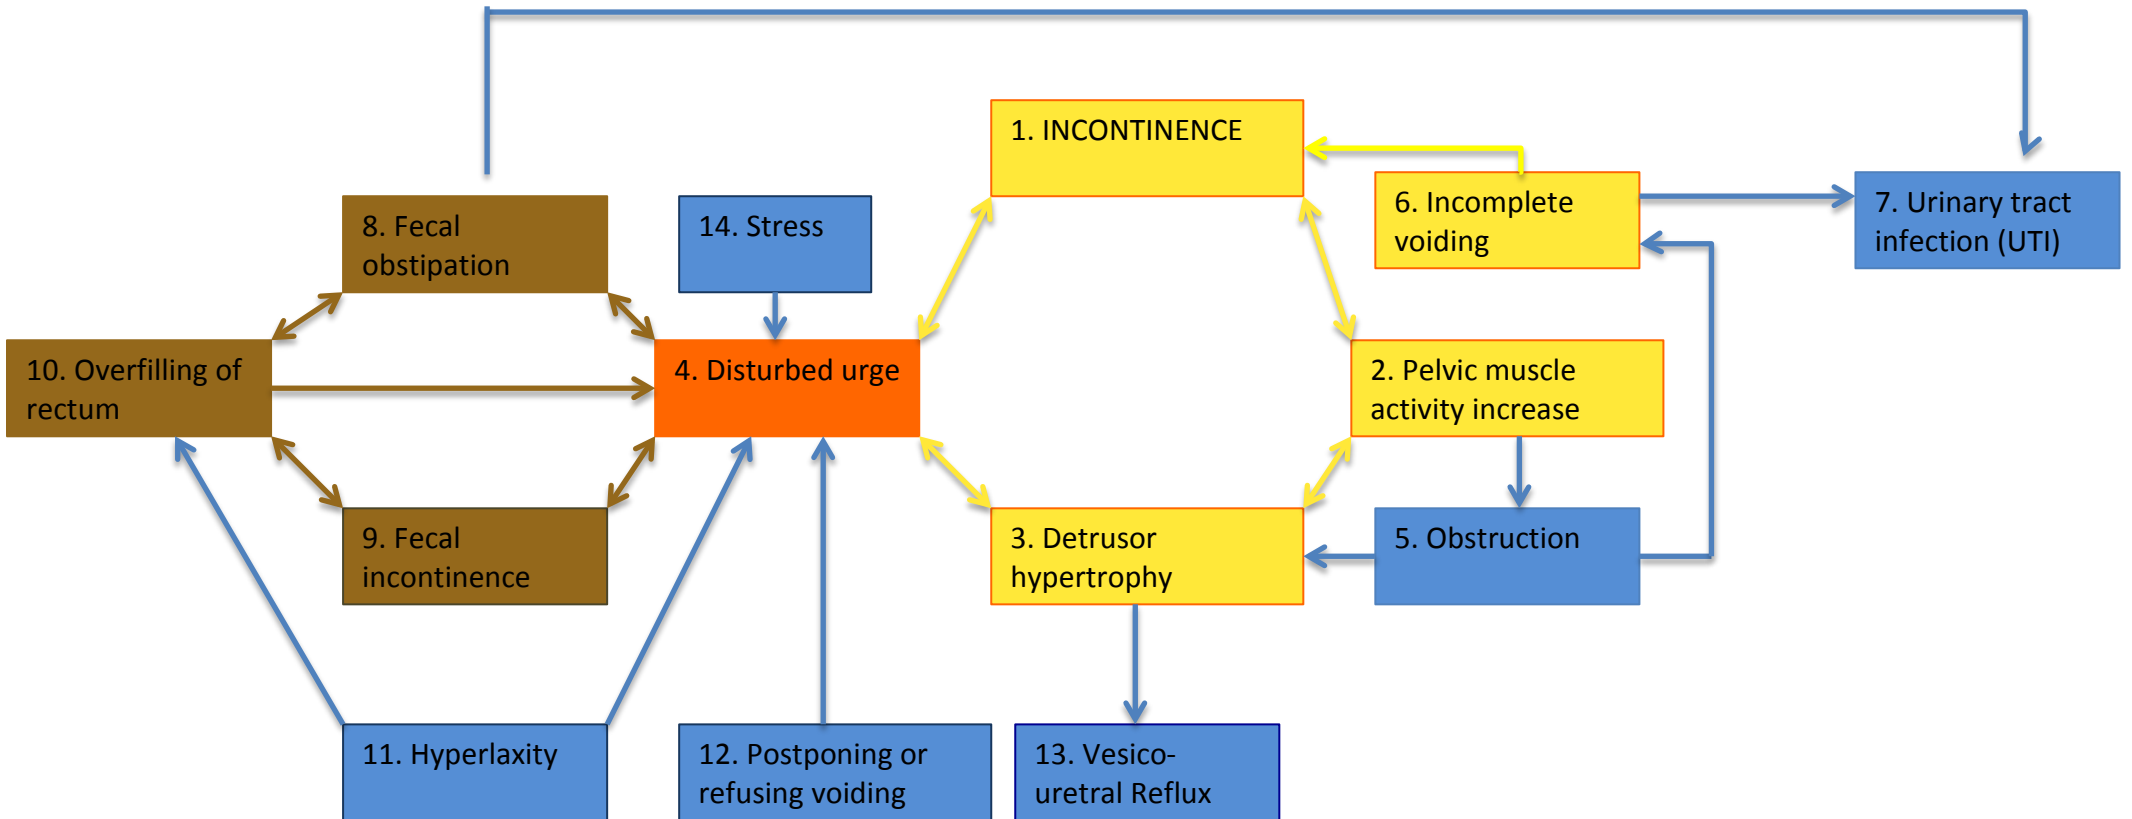 1. INCONTINENCE
6. Incomplete
voiding
7. Urinary tract
infection (UTI)
8. Fecal
obstipation
14. Stress
10. Overfilling of
rectum
4. Disturbed urge
2. Pelvic muscle
activity increase
9. Fecal
incontinence
3. Detrusor
hypertrophy
5. Obstruction
11. Hyperlaxity
12. Postponing or
refusing voiding
13. Vesico-
uretral Reflux